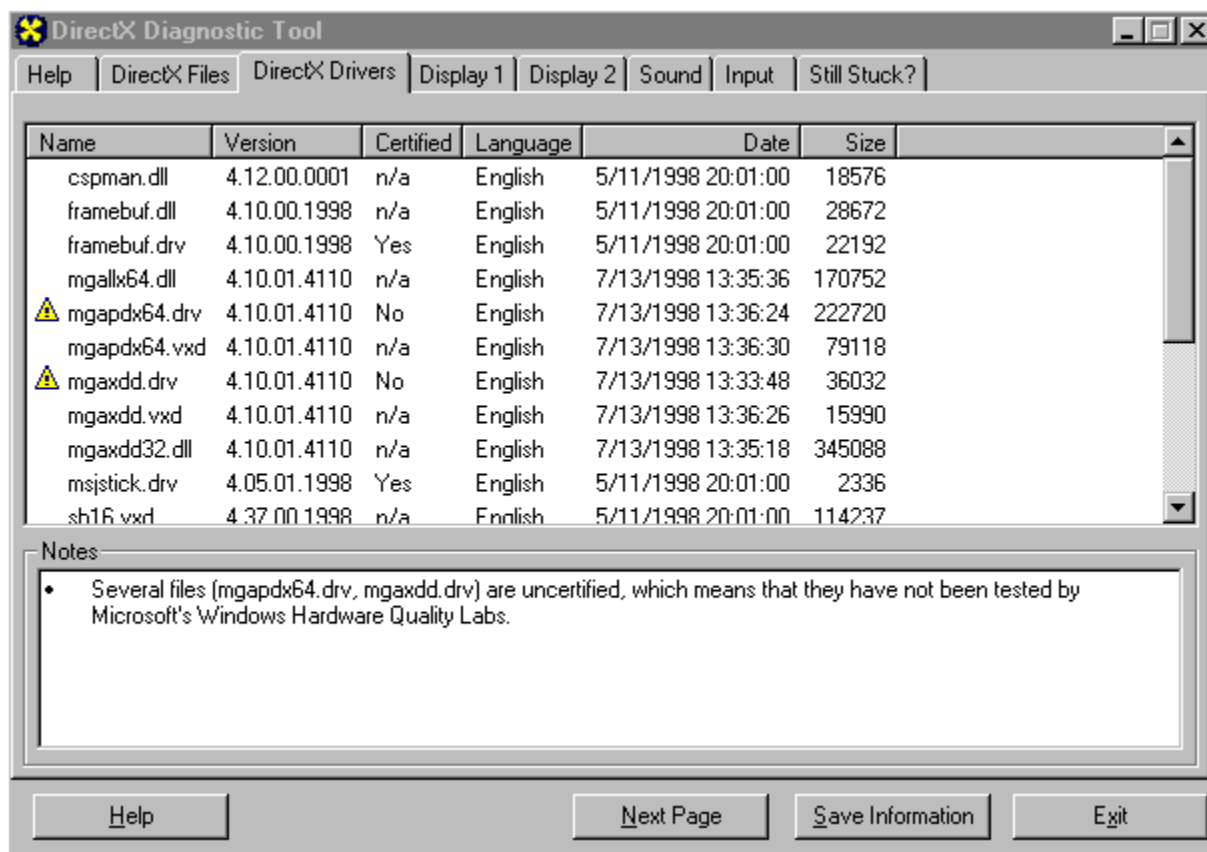 DirectX Diagnostic Tool
Help DirectX Files DirectX Drivers Display 1 Display 2 Sound Input Still Stuck?
Name Version Certified Language Date Size
cspman.dll 4.12.00.0001 n/a English 5/11/1998 20:01:00 18576
framebuf.dll 4.10.00.1998 n/a English 5/11/1998 20:01:00 28672
framebuf.drv 4.10.00.1998 Yes English 5/11/1998 20:01:00 22192
mgallx64.dll 4.10.01.4110 n/a English 7/13/1998 13:35:36 170752
mgapdx64.drv 4.10.01.4110 No English 7/13/1998 13:36:24 222720
mgapdx64.vxd 4.10.01.4110 n/a English 7/13/1998 13:36:30 79118
mgaxdd.drv 4.10.01.4110 No English 7/13/1998 13:33:48 36032
mgaxdd.vxd 4.10.01.4110 n/a English 7/13/1998 13:36:26 15990
mgaxdd32.dll 4.10.01.4110 n/a English 7/13/1998 13:35:18 345088
msjstick.drv 4.05.01.1998 Yes English 5/11/1998 20:01:00 2336
sb16.vxd 4.37.00.1998 n/a English 5/11/1998 20:01:00 114237
Notes
• Several files (mgapdx64.drv, mgaxdd.drv) are uncertified, which means that they have not been tested by
Microsoft's Windows Hardware Quality Labs.
Help Next Page Save Information Exit